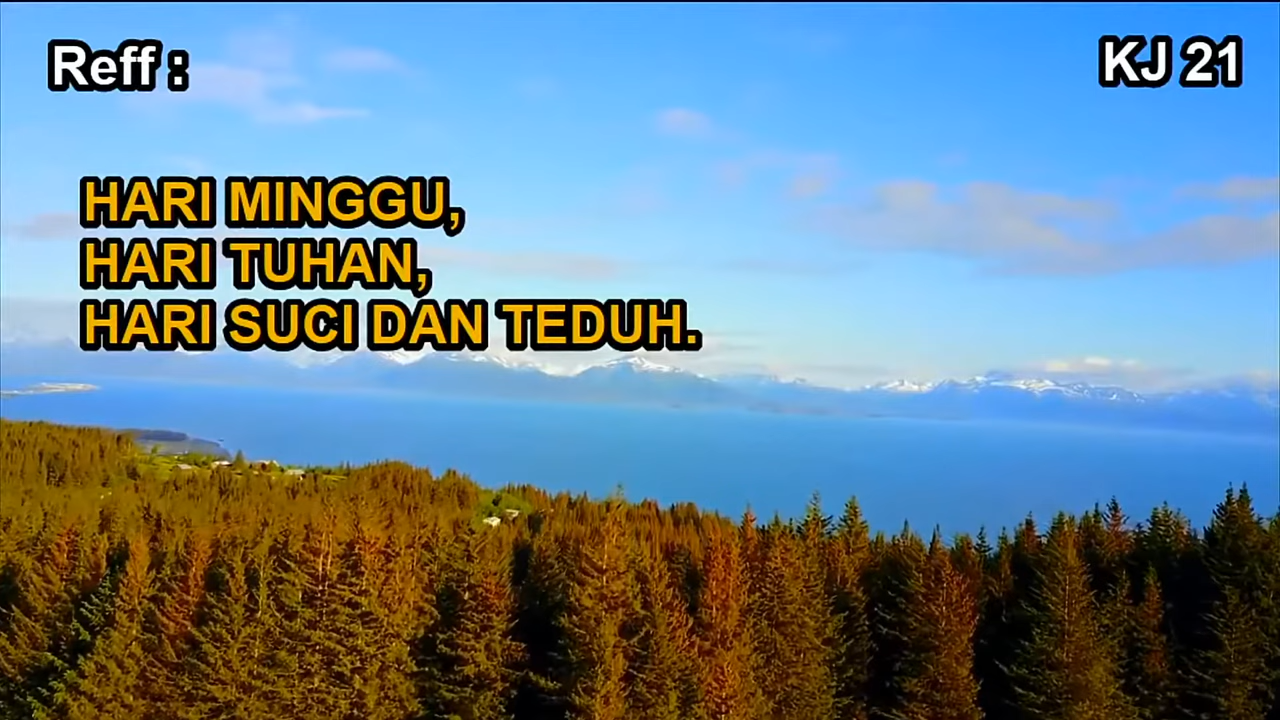 Reff :
KJ 21
HARI MINGGU,
HARI TUHAN,
HARI SUCI DAN TEDUH.